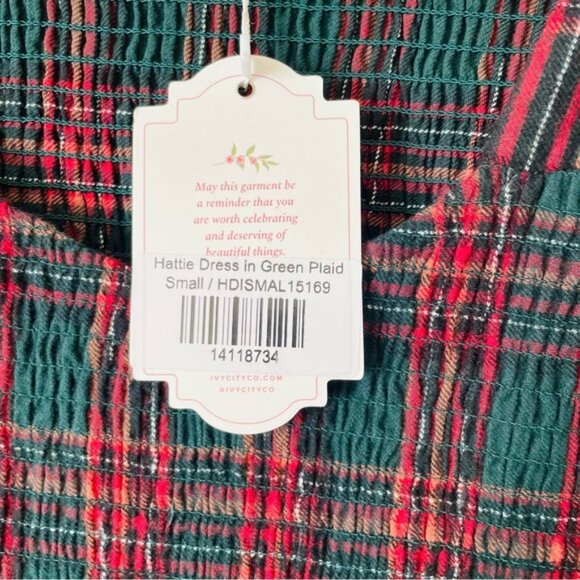 May this garment be
a reminder that you
are worth celebrating
and deserving of
beautiful things.
Hattie Dress in Green Plaid
Small / HDISMAL15169
14118734
IVYCITYCO.COM
@IVYCITYCO